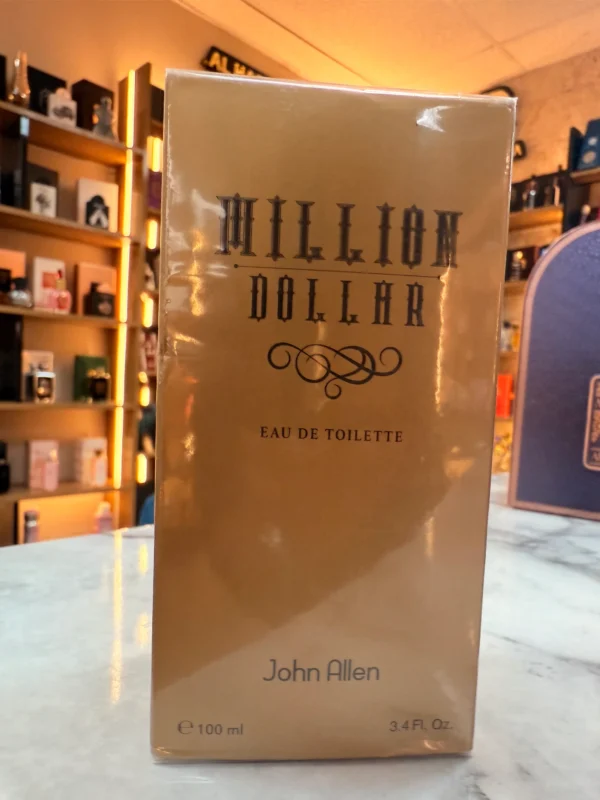 MILLION
DOLLAR
EAU DE TOILETTE
John Allen
℮ 100 ml 3.4 Fl. Oz.